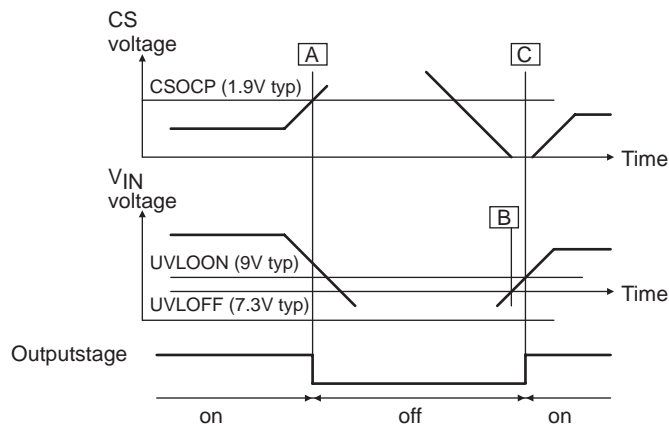 CS
voltage
A
C
CSOCP (1.9V typ)
Time
VIN
voltage
B
UVLOON (9V typ)
Time
UVLOFF (7.3V typ)
Outputstage
on
off
on